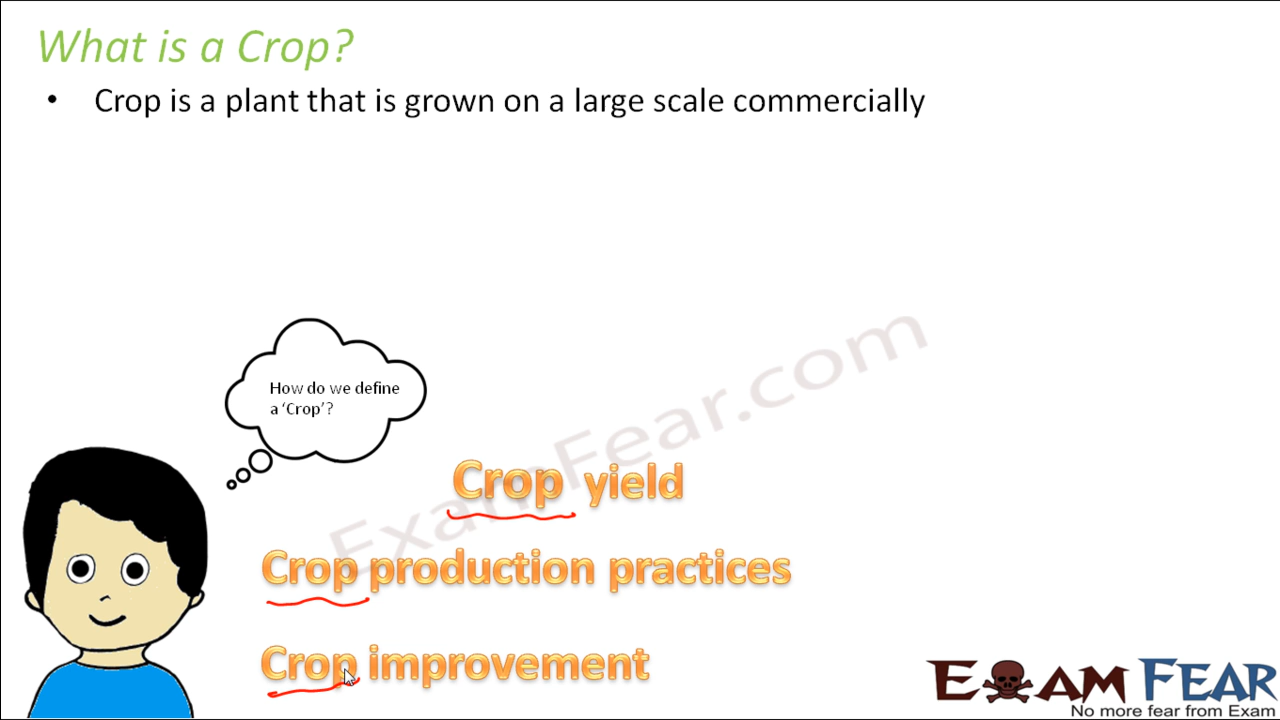 What is a Crop?
• Crop is a plant that is grown on a large scale commercially
How do we define
a ‘Crop’?
ExamFear.com
Crop yield
Crop production practices
Crop improvement
EXAM FEAR
No more fear from Exam